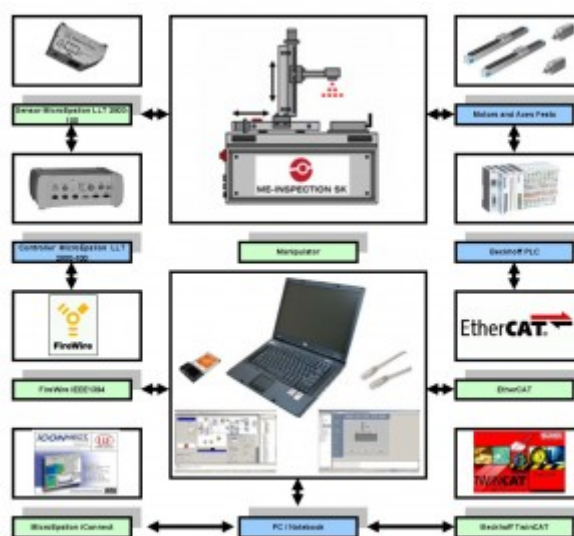 Sensor MicroEpsilon LLT 2800-
100
Motors and Axes Festo
ME-INSPECTION SK
Controller MicroEpsilon LLT
2800-100
Manipulator
Beckhoff PLC
FireWire
EtherCAT
FireWire IEEE1394
EtherCAT
ICONNECT
TWINCAT
MicroEpsilon iConnect
PC / Notebook
Beckhoff TwinCAT